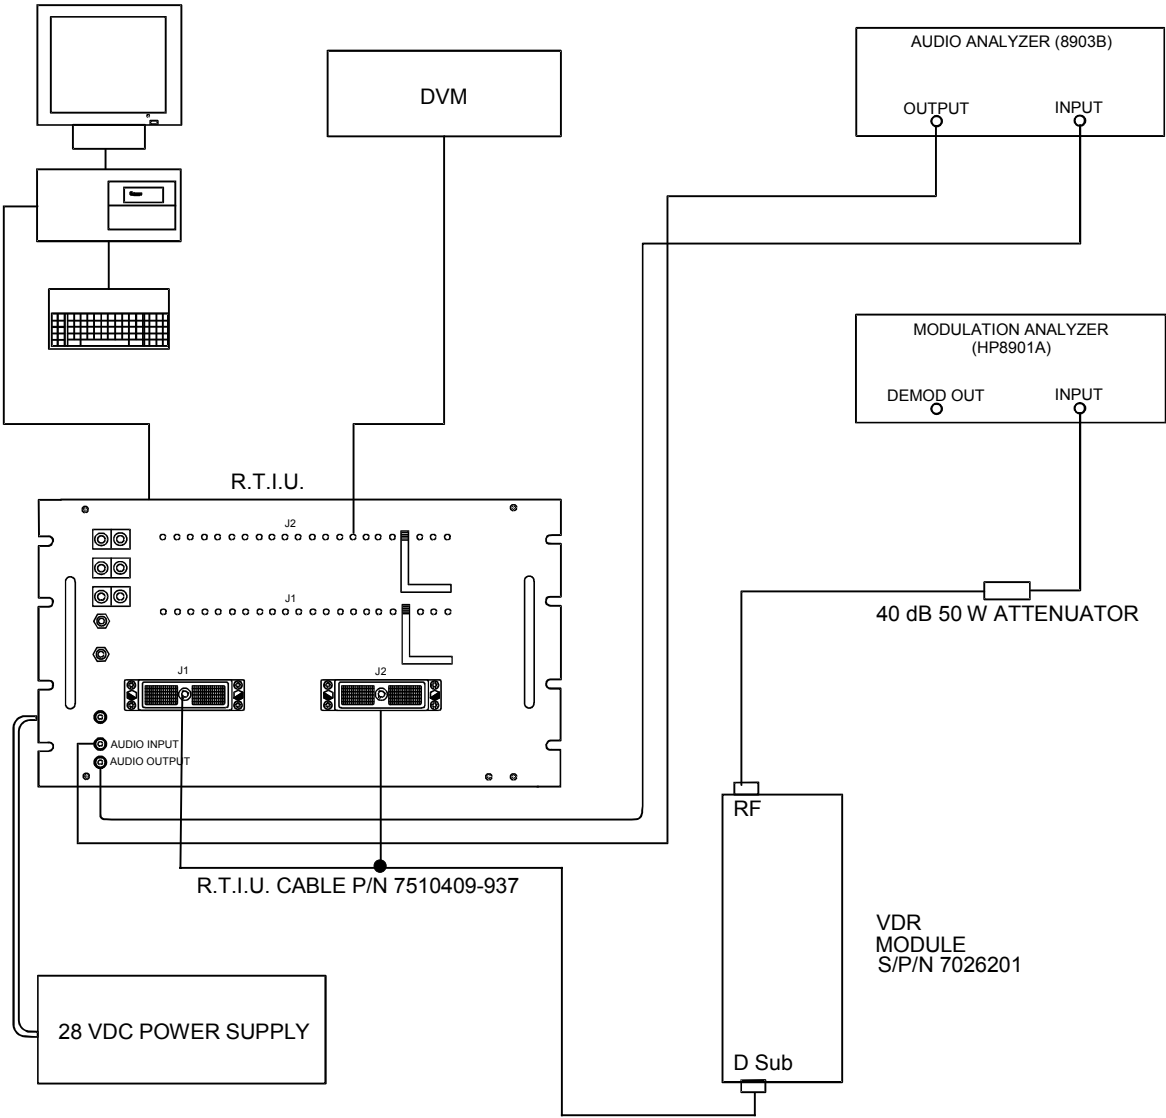 AUDIO ANALYZER (8903B)
OUTPUT
INPUT
DVM
MODULATION ANALYZER
(HP8901A)
DEMOD OUT
INPUT
R.T.I.U.
J2
J1
40 dB 50 W ATTENUATOR
J1
J2
AUDIO INPUT
AUDIO OUTPUT
RF
R.T.I.U. CABLE P/N 7510409-937
VDR
MODULE
S/P/N 7026201
28 VDC POWER SUPPLY
D Sub